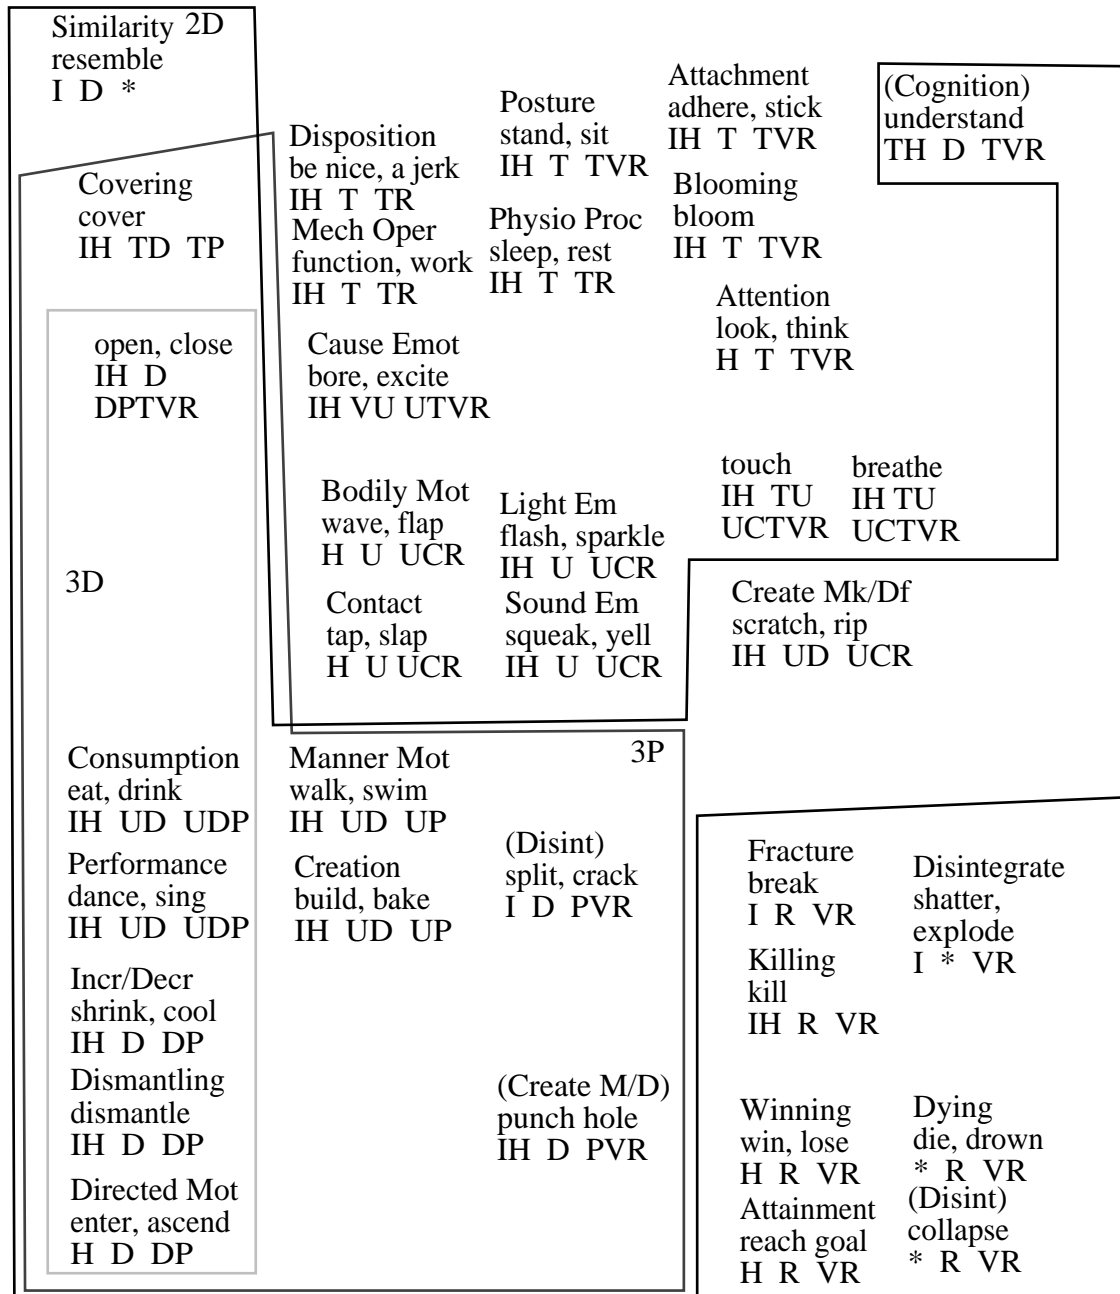 Similarity 2D
resemble
I D *
Covering
cover
IH TD TP
Disposition
be nice, a jerk
IH T TR
Mech Oper
function, work
IH T TR
Posture
stand, sit
IH T TVR
Physio Proc
sleep, rest
IH T TR
Attachment
adhere, stick
IH T TVR
Blooming
bloom
IH T TVR
(Cognition)
understand
TH D TVR
Attention
look, think
H T TVR
open, close
IH D
DPTVR
Cause Emot
bore, excite
IH VU UTVR
touch
IH TU
UCTVR
breathe
IH TU
UCTVR
Bodily Mot
wave, flap
H U UCR
Light Em
flash, sparkle
IH U UCR
3D
Contact
tap, slap
H U UCR
Sound Em
squeak, yell
IH U UCR
Create Mk/Df
scratch, rip
IH UD UCR
3P
Consumption
eat, drink
IH UD UDP
Manner Mot
walk, swim
IH UD UP
Performance
dance, sing
IH UD UDP
Creation
build, bake
IH UD UP
(Disint)
split, crack
I D PVR
Fracture
break
I R VR
Disintegrate
shatter,
explode
I * VR
Killing
kill
IH R VR
Incr/Decr
shrink, cool
IH D DP
Dismantling
dismantle
IH D DP
(Create M/D)
punch hole
IH D PVR
Winning
win, lose
H R VR
Dying
die, drown
* R VR
Directed Mot
enter, ascend
H D DP
Attainment
reach goal
H R VR
(Disint)
collapse
* R VR